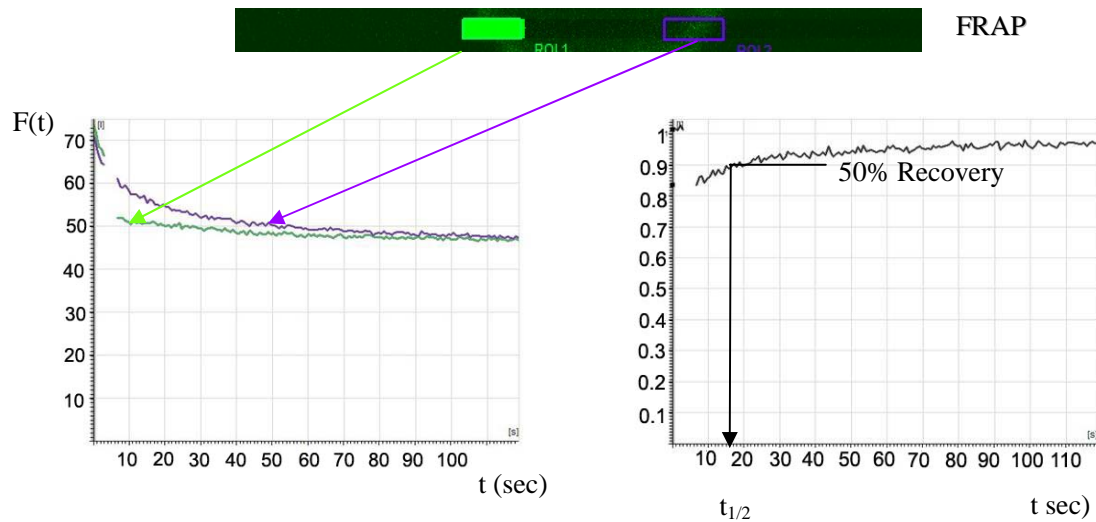 FRAP
ROI1
ROI2
F(t)
70
60
50
40
30
20
10
[I]
[s]
10 20 30 40 50 60 70 80 90 100
t (sec)
[I]
1
0.9
0.8
0.7
0.6
0.5
0.4
0.3
0.2
0.1
50% Recovery
[s]
10 20 30 40 50 60 70 80 90 100 110
t1/2
t sec)